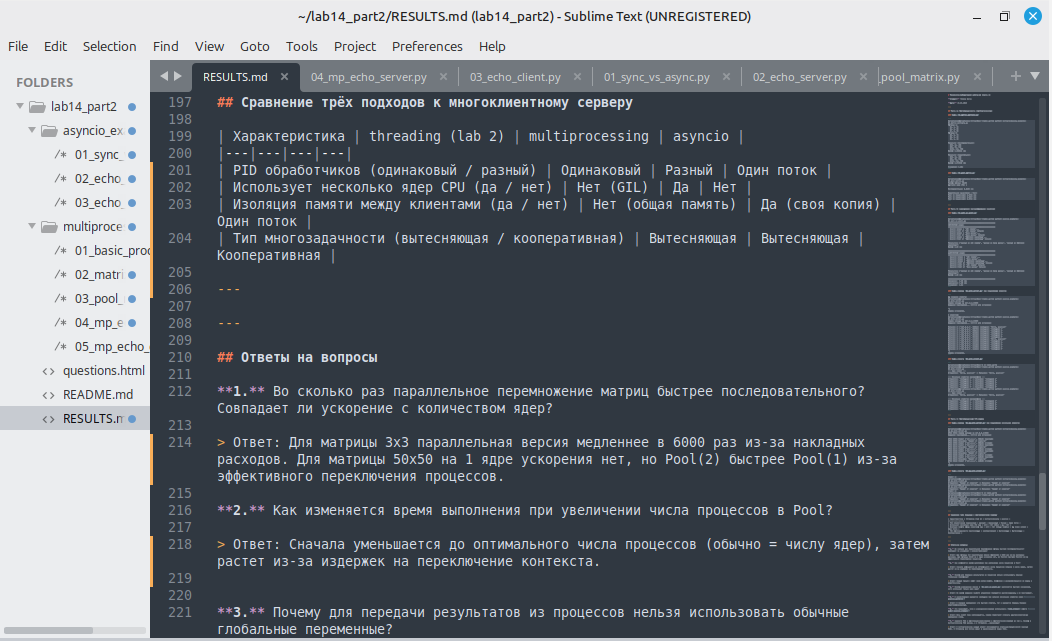 ~/lab14_part2/RESULTS.md (lab14_part2) - Sublime Text (UNREGISTERED)
File Edit Selection Find View Goto Tools Project Preferences Help
FOLDERS
lab14_part2
asyncio_ex
01_sync_
02_echo_
03_echo_
multiproce
01_basic_proc
02_matri
03_pool_
04_mp_e
05_mp_echo_
questions.html
README.md
RESULTS.m
RESULTS.md
04_mp_echo_server.py
03_echo_client.py
01_sync_vs_async.py
02_echo_server.py
_pool_matrix.py
197 ## Сравнение трёх подходов к многоклиентному серверу
198
199 | Характеристика | threading (lab 2) | multiprocessing | asyncio |
200 |---|---|---|---|
201 | PID обработчиков (одинаковый / разный) | Одинаковый | Разный | Один поток |
202 | Использует несколько ядер CPU (да / нет) | Нет (GIL) | Да | Нет |
203 | Изоляция памяти между клиентами (да / нет) | Нет (общая память) | Да (своя копия) |
Один поток |
204 | Тип многозадачности (вытесняющая / кооперативная) | Вытесняющая | Вытесняющая |
Кооперативная |
205
206 ---
207
208 ---
209
210 ## Ответы на вопросы
211
212 **1.** Во сколько раз параллельное перемножение матриц быстрее последовательного?
Совпадает ли ускорение с количеством ядер?
213
214 > Ответ: Для матрицы 3x3 параллельная версия медленнее в 6000 раз из-за накладных
расходов. Для матрицы 50x50 на 1 ядре ускорения нет, но Pool(2) быстрее Pool(1) из-за
эффективного переключения процессов.
215
216 **2.** Как изменяется время выполнения при увеличении числа процессов в Pool?
217
218 > Ответ: Сначала уменьшается до оптимального числа процессов (обычно = числу ядер), затем
растет из-за издержек на переключение контекста.
219
220
221 **3.** Почему для передачи результатов из процессов нельзя использовать обычные
глобальные переменные?